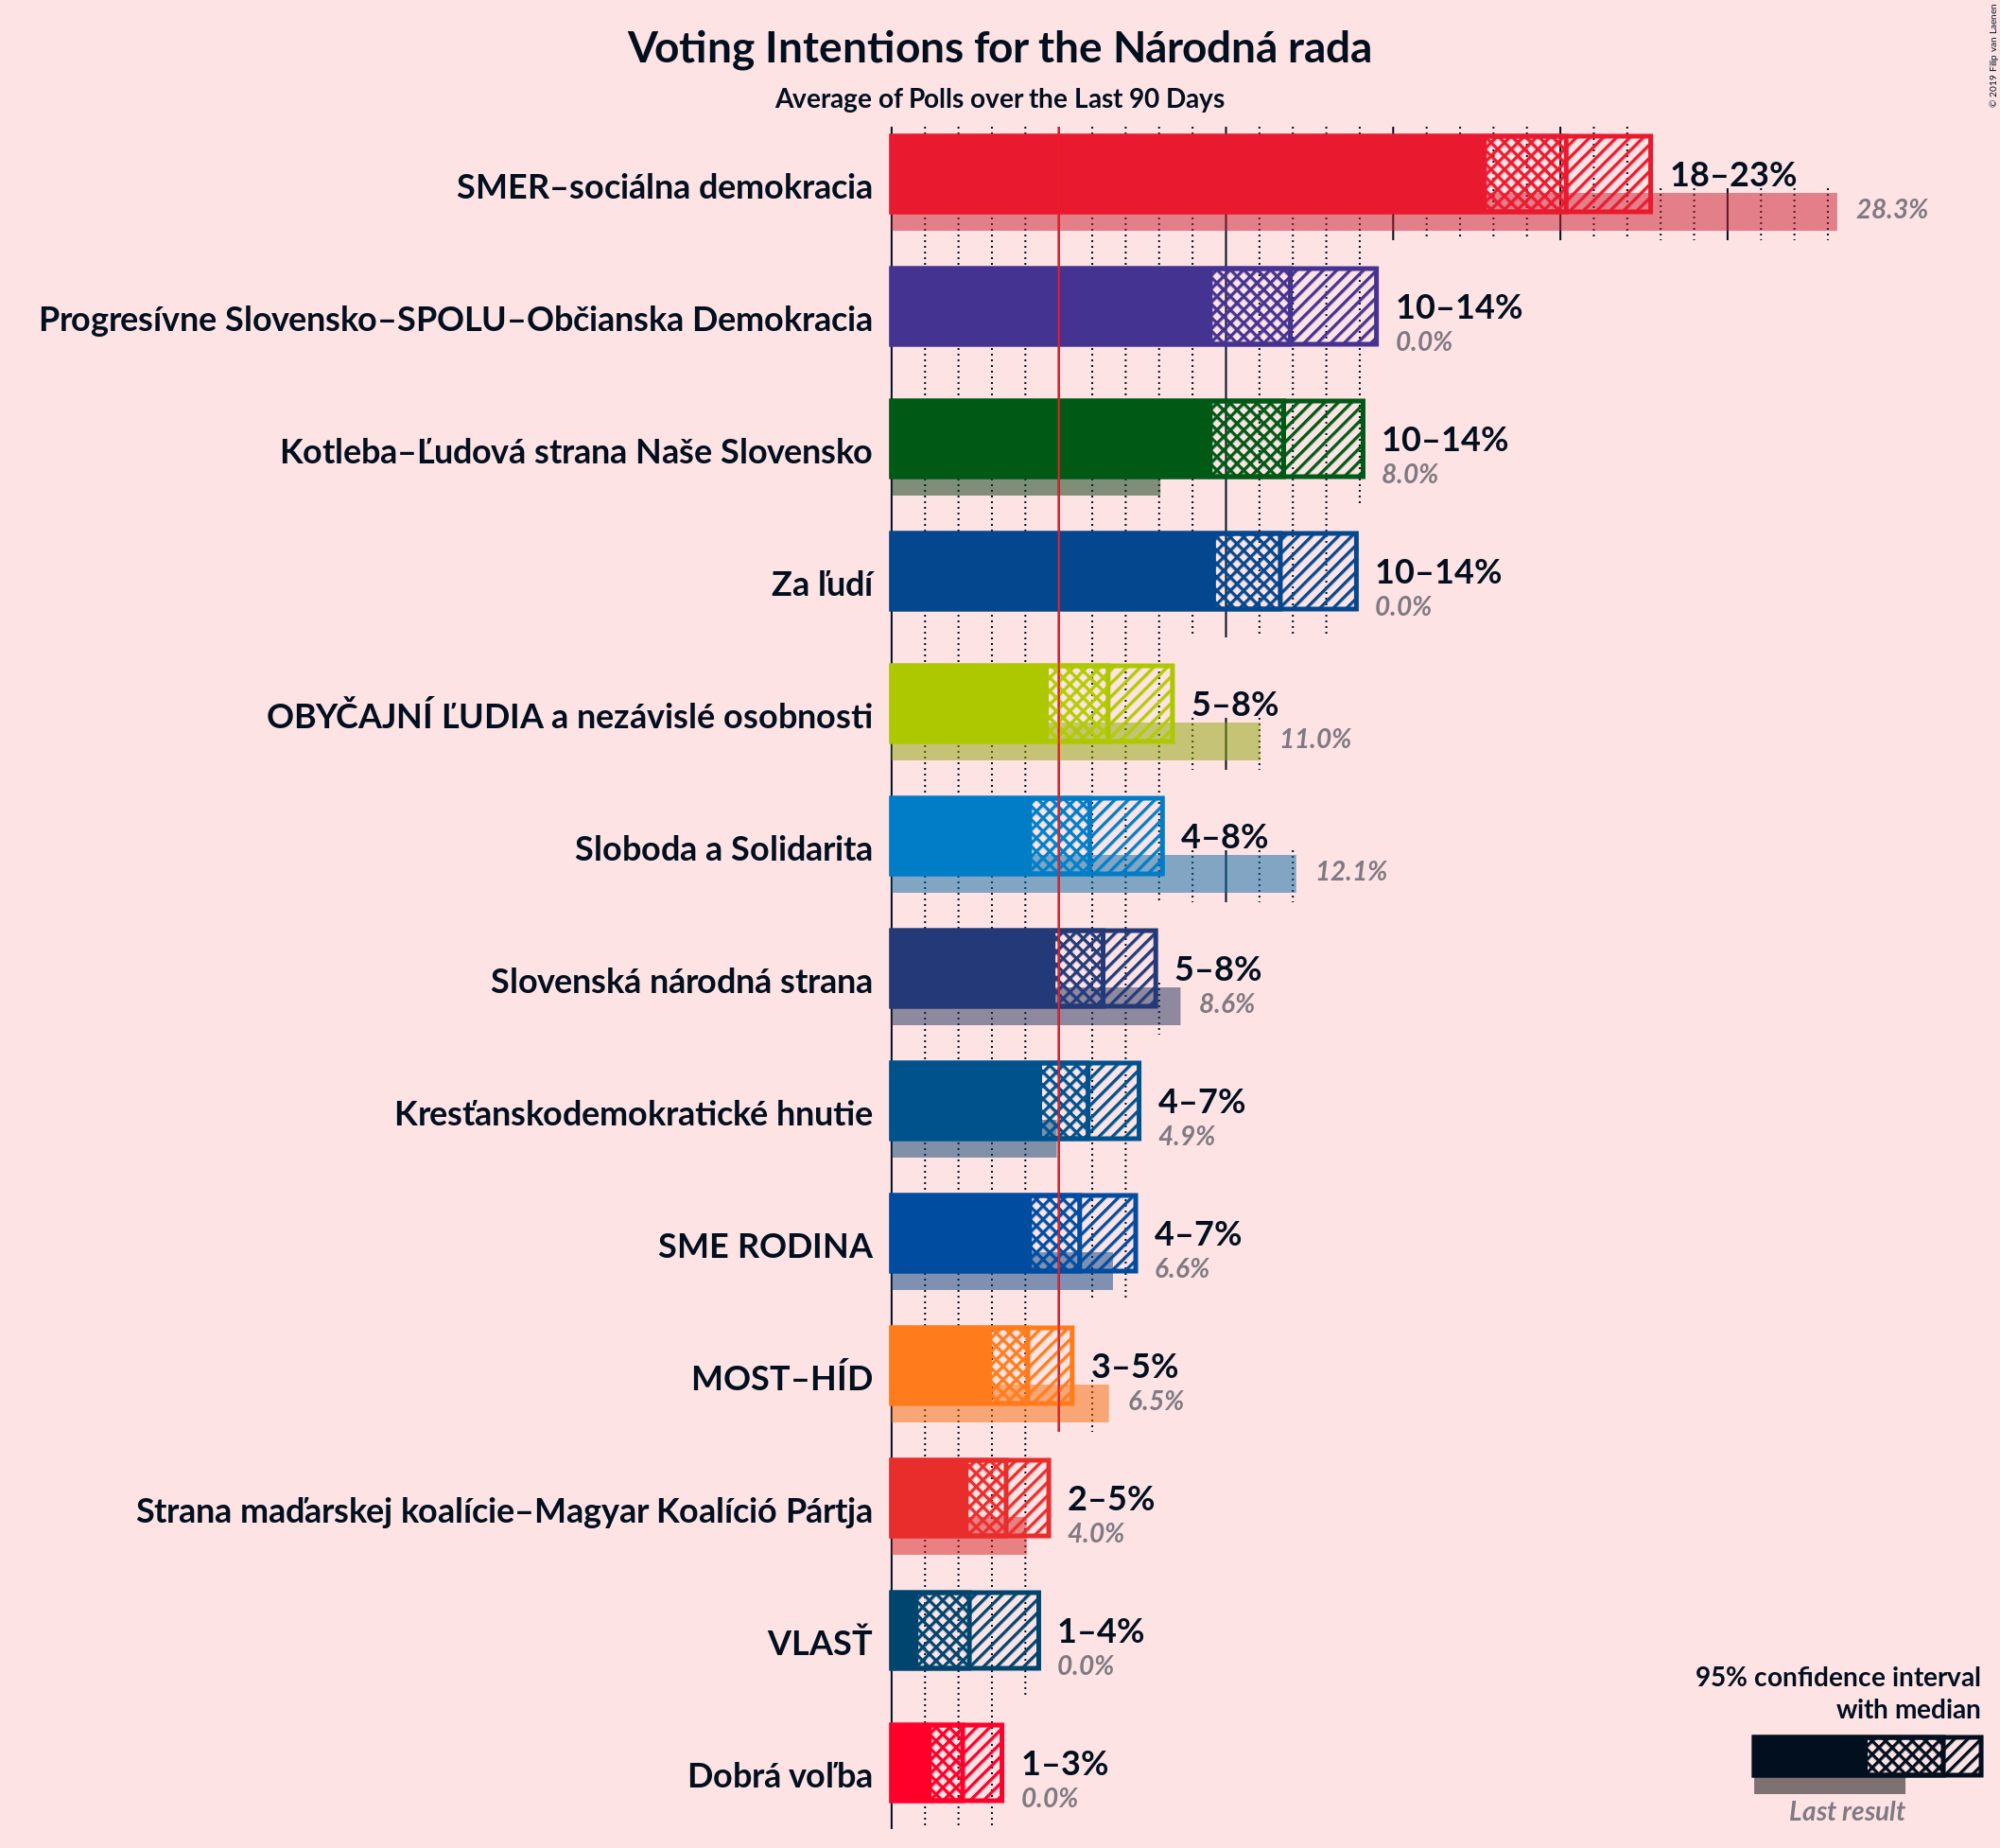 Voting Intentions for the Národná rada
Average of Polls over the Last 90 Days
© 2019 Filip van Laenen
SMER–sociálna demokracia
18–23%
28.3%
Progresívne Slovensko–SPOLU–Občianska Demokracia
10–14%
0.0%
Kotleba–Ľudová strana Naše Slovensko
10–14%
8.0%
Za ľudí
10–14%
0.0%
OBYČAJNÍ ĽUDIA a nezávislé osobnosti
5–8%
11.0%
Sloboda a Solidarita
4–8%
12.1%
Slovenská národná strana
5–8%
8.6%
Kresťanskodemokratické hnutie
4–7%
4.9%
SME RODINA
4–7%
6.6%
MOST–HÍD
3–5%
6.5%
Strana maďarskej koalície–Magyar Koalíció Pártja
2–5%
4.0%
VLASŤ
1–4%
0.0%
Dobrá voľba
1–3%
0.0%
95% confidence interval
with median
Last result